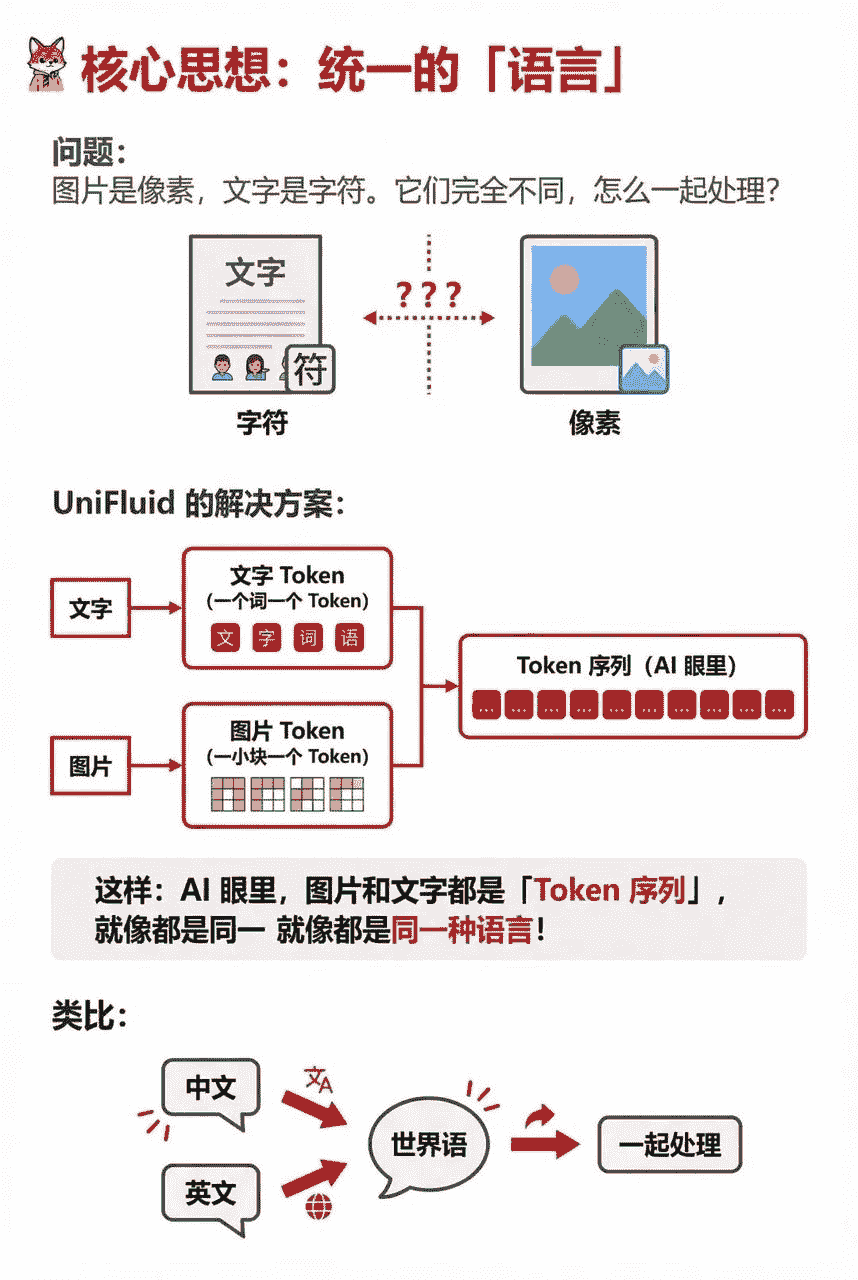 核心思想：统一的「语言」
问题：
图片是像素，文字是字符。它们完全不同，怎么一起处理？
文字
???
符
字符
像素
UniFluid 的解决方案：
文字
文字 Token
（一个词一个 Token）
文 字 词 语
图片
图片 Token
（一小块一个 Token）
Token 序列（AI 眼里）
... ... ... ... ... ... ... ... ... ...
这样：AI 眼里，图片和文字都是「Token 序列」，
就像都是同一 就像都是同一种语言！
类比：
中文
文A
英文
世界语
一起处理